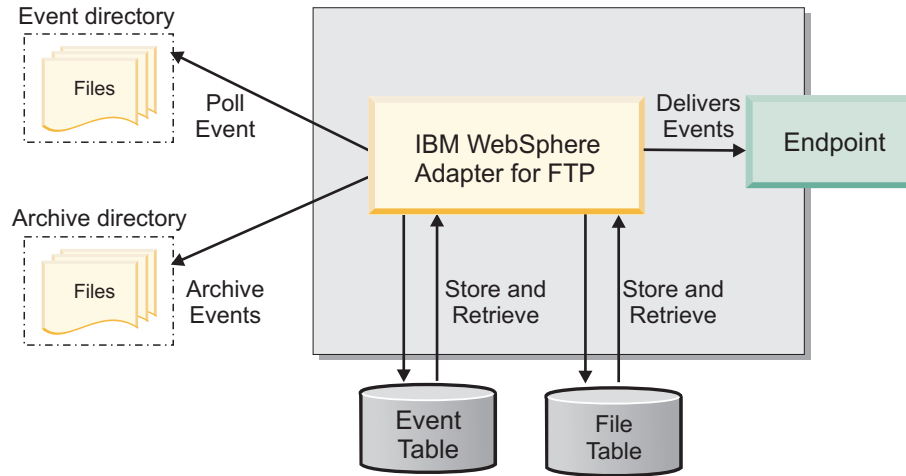 Event directory
Files
Poll
Event
Archive directory
Files
Archive
Events
IBM WebSphere
Adapter for FTP
Delivers
Events
Endpoint
Store and
Retrieve
Store and
Retrieve
Event
Table
File
Table